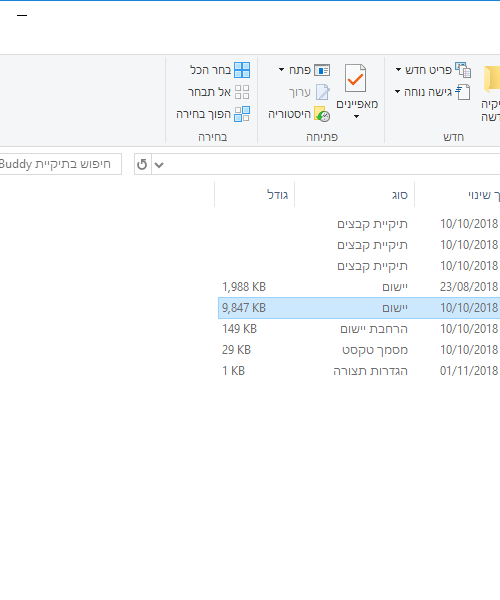 פריט חדש
גישה נוחה
חדש
מאפיינים
פתח
ערוך
היסטוריה
פתיחה
בחר הכל
אל תבחר
הפוך בחירה
בחירה
חיפוש בתיקיית Buddy
שינוי סוג גודל
10/10/2018 תיקיית קבצים
10/10/2018 תיקיית קבצים
10/10/2018 תיקיית קבצים
23/08/2018 יישום 1,988 KB
10/10/2018 יישום 9,847 KB
10/10/2018 הרחבת יישום 149 KB
10/10/2018 מסמך טקסט 29 KB
01/11/2018 הגדרות תצורה 1 KB